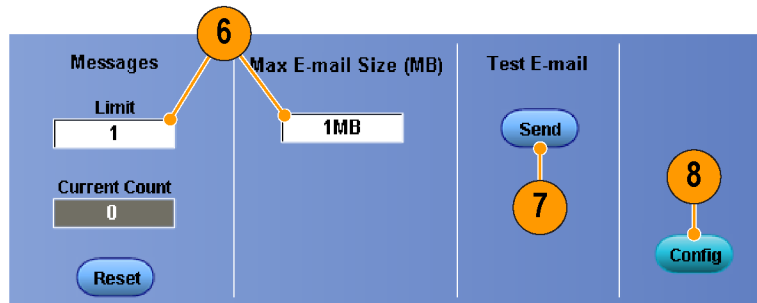 6
Messages
Max E-mail Size (MB)
Test E-mail
Limit
1
1MB
Send
Current Count
0
7
8
Reset
Config